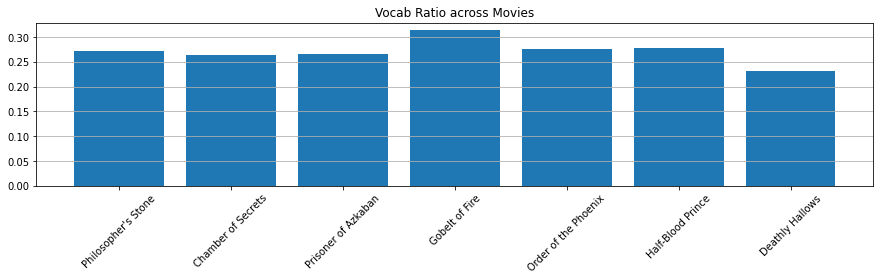 Vocab Ratio across Movies
0.30
0.25
0.20
0.15
0.10
0.05
0.00
Philosopher's Stone
Chamber of Secrets
Prisoner of Azkaban
Gobelt of Fire
Order of the Phoenix
Half-Blood Prince
Deathly Hallows